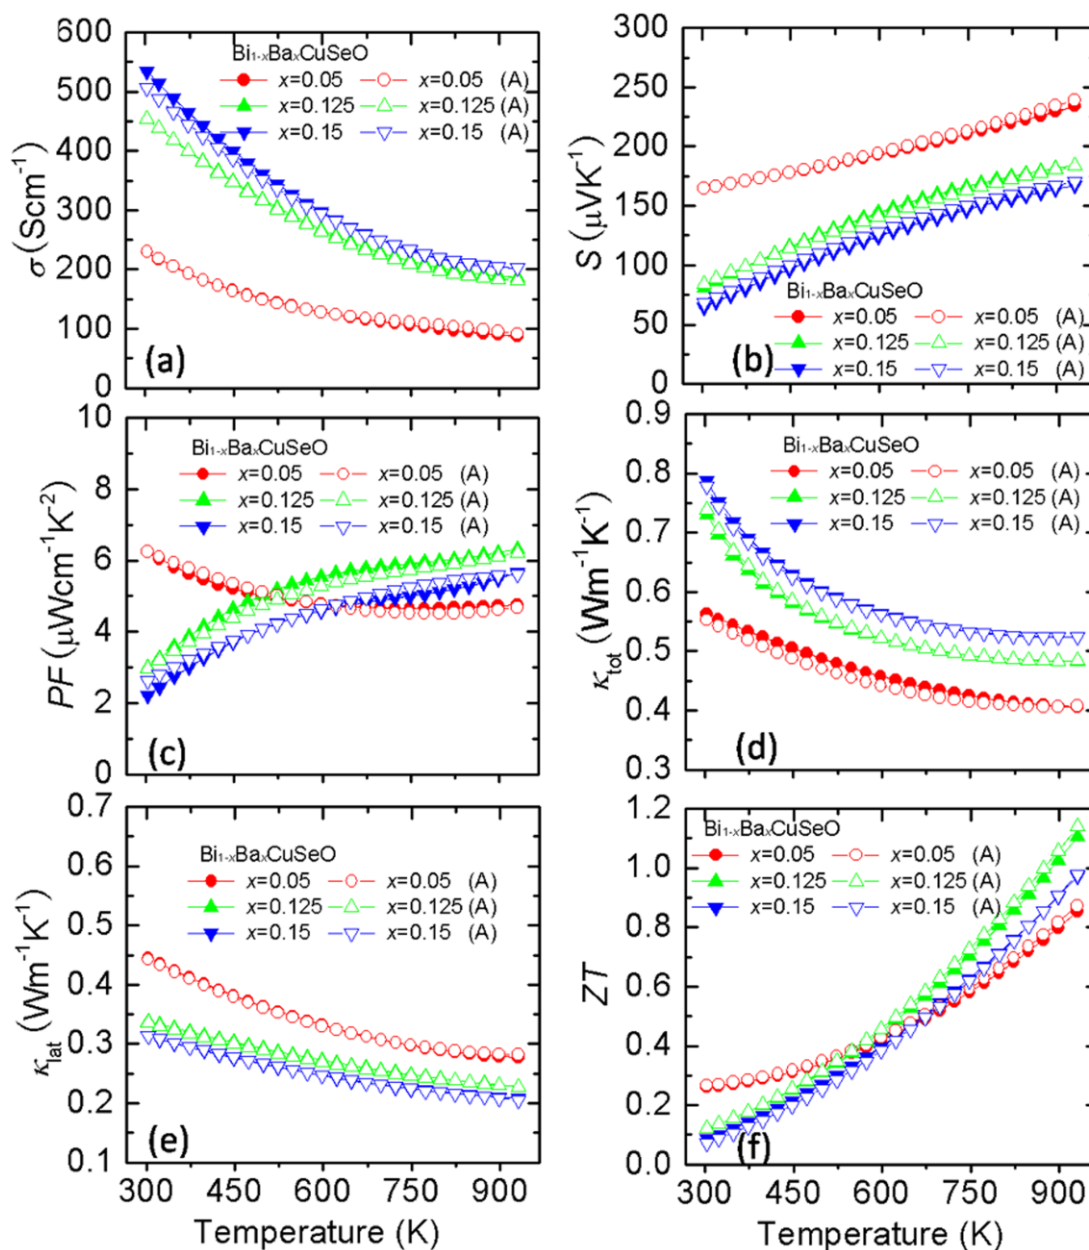 600
500
400
300
200
100
0
σ (Scm⁻¹)
Bi₁₋ₓBaₓCuSeO
x=0.05 x=0.05 (A)
x=0.125 x=0.125 (A)
x=0.15 x=0.15 (A)
(a)
300
250
200
150
100
50
0
S (μVK⁻¹)
Bi₁₋ₓBaₓCuSeO
x=0.05 x=0.05 (A)
x=0.125 x=0.125 (A)
x=0.15 x=0.15 (A)
(b)
10
8
6
4
2
0
PF (μWcm⁻¹K⁻²)
Bi₁₋ₓBaₓCuSeO
x=0.05 x=0.05 (A)
x=0.125 x=0.125 (A)
x=0.15 x=0.15 (A)
(c)
0.9
0.8
0.7
0.6
0.5
0.4
0.3
κtot (Wm⁻¹K⁻¹)
Bi₁₋ₓBaₓCuSeO
x=0.05 x=0.05 (A)
x=0.125 x=0.125 (A)
x=0.15 x=0.15 (A)
(d)
0.7
0.6
0.5
0.4
0.3
0.2
0.1
κlat (Wm⁻¹K⁻¹)
Bi₁₋ₓBaₓCuSeO
x=0.05 x=0.05 (A)
x=0.125 x=0.125 (A)
x=0.15 x=0.15 (A)
(e)
300 450 600 750 900
Temperature (K)
1.2
1.0
0.8
0.6
0.4
0.2
0.0
ZT
Bi₁₋ₓBaₓCuSeO
x=0.05 x=0.05 (A)
x=0.125 x=0.125 (A)
x=0.15 x=0.15 (A)
(f)
300 450 600 750 900
Temperature (K)